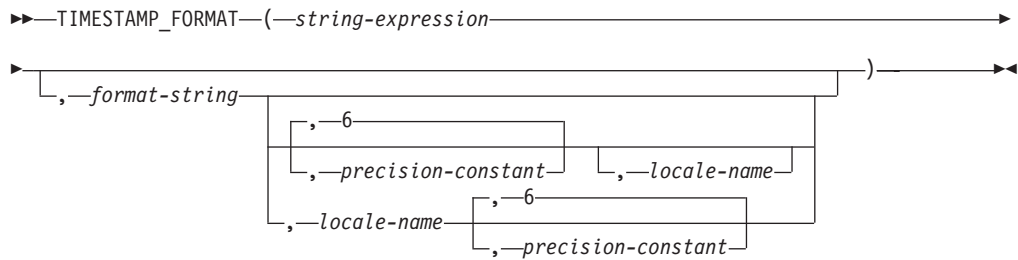 TIMESTAMP_FORMAT ( string-expression
)
, format-string
, 6
, precision-constant , locale-name
, 6
, locale-name
, precision-constant